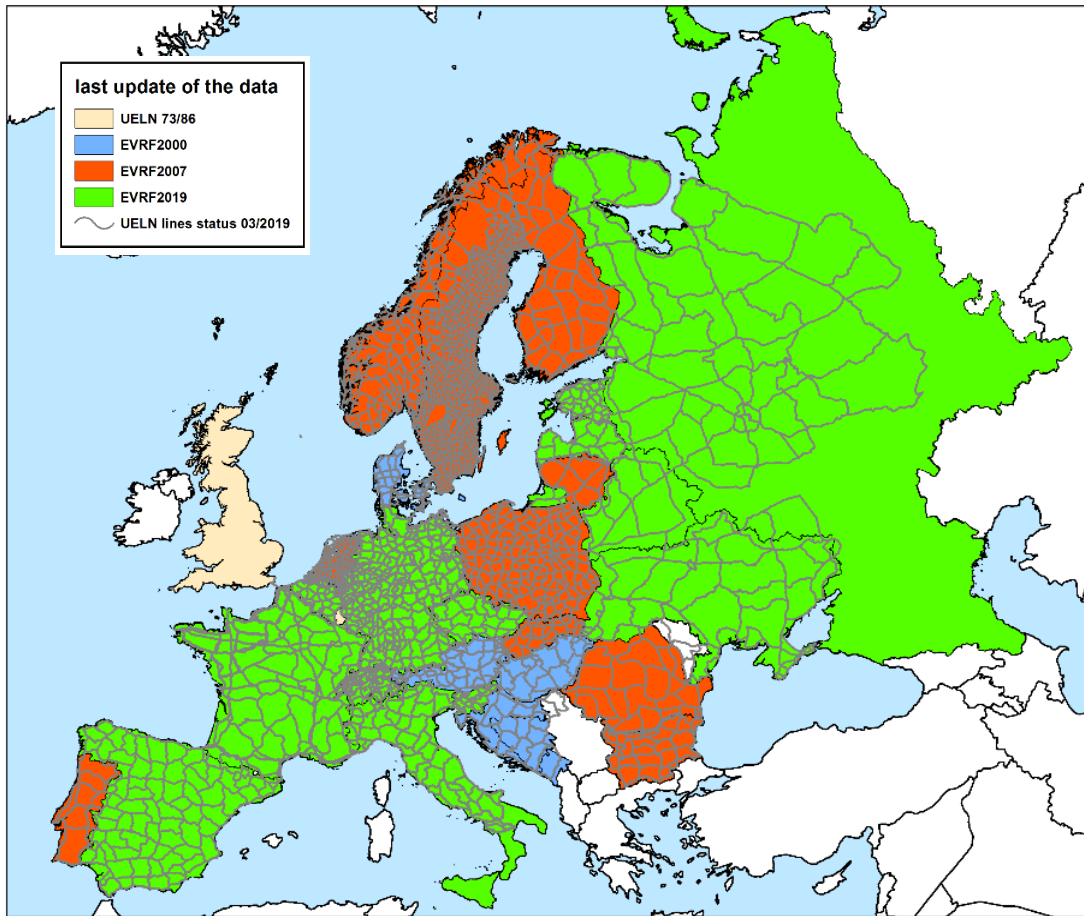 last update of the data
UELN 73/86
EVRF2000
EVRF2007
EVRF2019
UELN lines status 03/2019